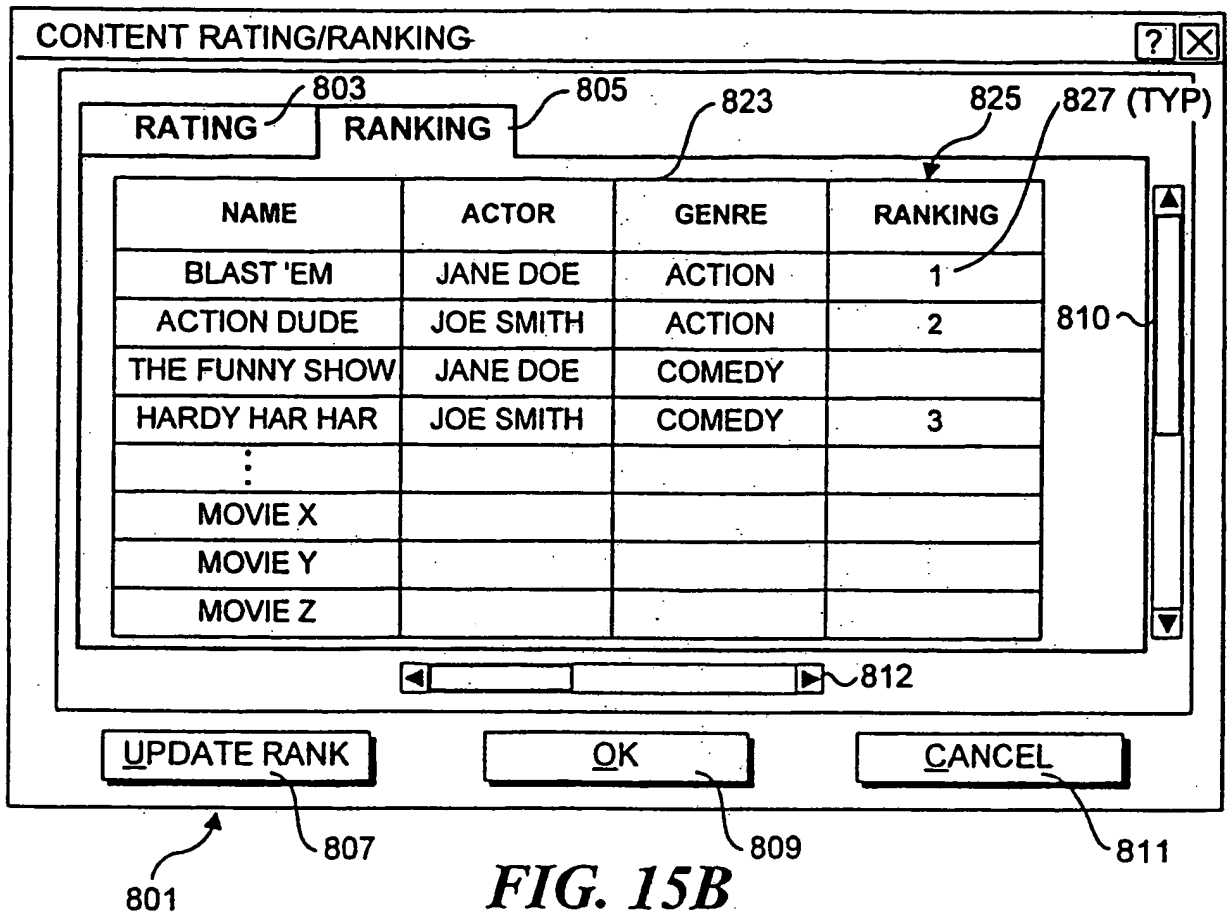 CONTENT RATING/RANKING ?
803 805 823 825 827 (TYP)
RATING RANKING
NAME ACTOR GENRE RANKING
BLAST 'EM JANE DOE ACTION 1
ACTION DUDE JOE SMITH ACTION 2
810
THE FUNNY SHOW JANE DOE COMEDY
HARDY HAR HAR JOE SMITH COMEDY 3
⋮
MOVIE X
MOVIE Y
MOVIE Z
812
UPDATE RANK OK CANCEL
807 809 811
801
FIG. 15B